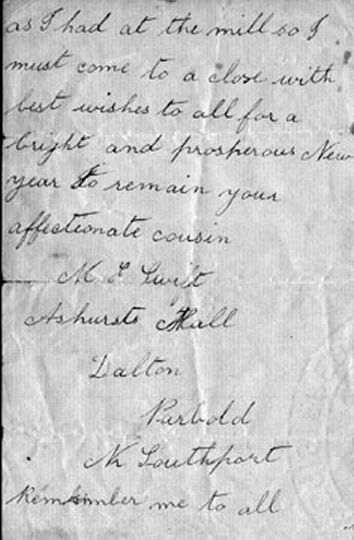 as I had at the mill so I
must come to a close with
best wishes to all for a
bright and prosperous New
year to remain your
affectionate cousin
M E Swift
Ashursts Hall
Dalton
Parbold
N Southport
Remember me to all